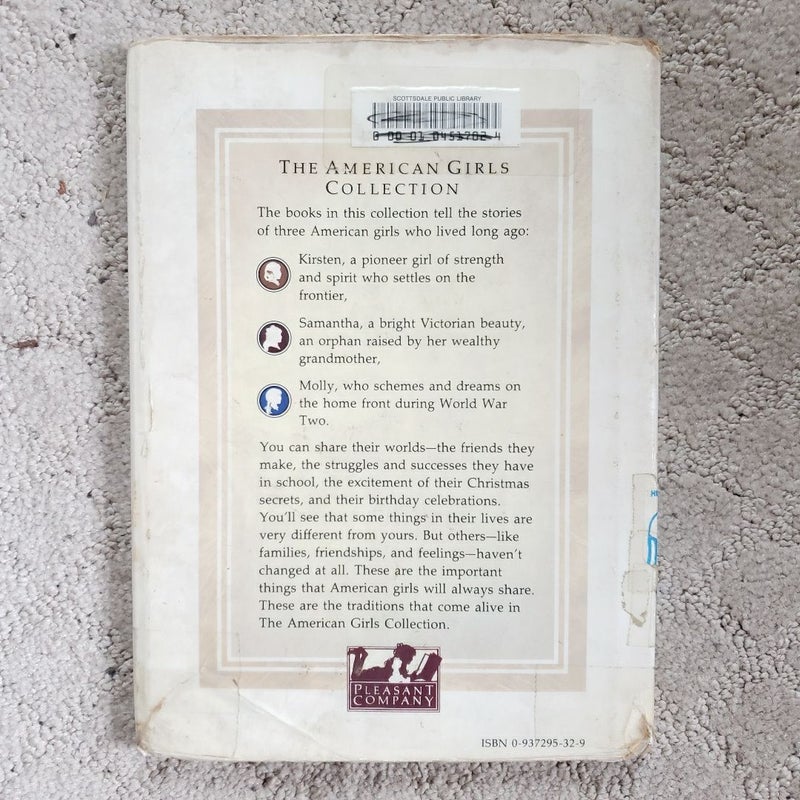 SCOTTSDALE PUBLIC LIBRARY
THE AMERICAN GIRLS
COLLECTION
The books in this collection tell the stories
of three American girls who lived long ago:
Kirsten, a pioneer girl of strength
and spirit who settles on the
frontier,
Samantha, a bright Victorian beauty,
an orphan raised by her wealthy
grandmother,
Molly, who schemes and dreams on
the home front during World War
Two.
You can share their worlds—the friends they
make, the struggles and successes they have
in school, the excitement of their Christmas
secrets, and their birthday celebrations.
You'll see that some things in their lives are
very different from yours. But others—like
families, friendships, and feelings—haven't
changed at all. These are the important
things that American girls will always share.
These are the traditions that come alive in
The American Girls Collection.
PLEASANT
COMPANY
ISBN 0-937295-32-9